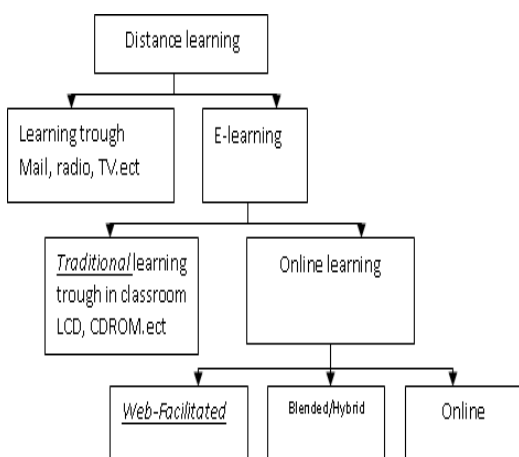 Distance learning
Learning trough
Mail, radio, TV.ect
E-learning
Traditional learning
trough in classroom
LCD, CDROM.ect
Online learning
Web-Facilitated
Blended/Hybrid
Online